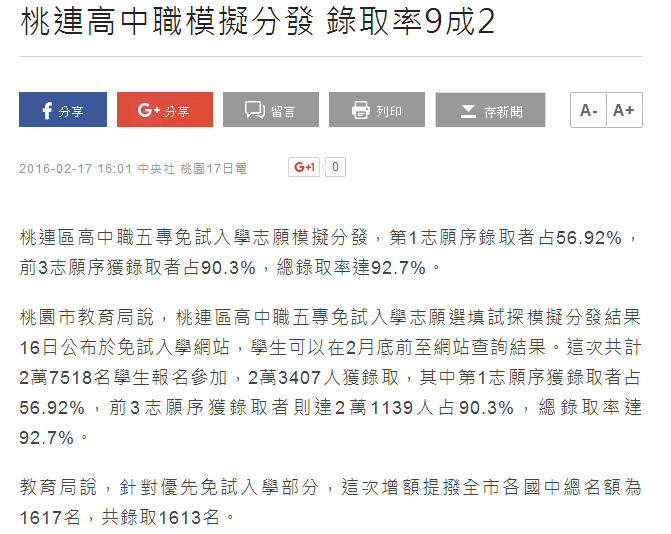 桃連高中職模擬分發 錄取率9成2
f 分享
G+ 分享
留言
列印
存新聞
A-
A+
2016-02-17 16:01 中央社 桃園17日電
G+1
0
桃連區高中職五專免試入學志願模擬分發，第1志願序錄取者占56.92%，
前3志願序獲錄取者占90.3%，總錄取率達92.7%。
桃園市教育局說，桃連區高中職五專免試入學志願選填試探模擬分發結果
16日公布於免試入學網站，學生可以在2月底前至網站查詢結果。這次共計
2萬7518名學生報名參加，2萬3407人獲錄取，其中第1志願序獲錄取者占
56.92%，前3志願序獲錄取者則達2萬1139人占90.3%，總錄取率達
92.7%。
教育局說，針對優先免試入學部分，這次增額提撥全市各國中總名額為
1617名，共錄取1613名。